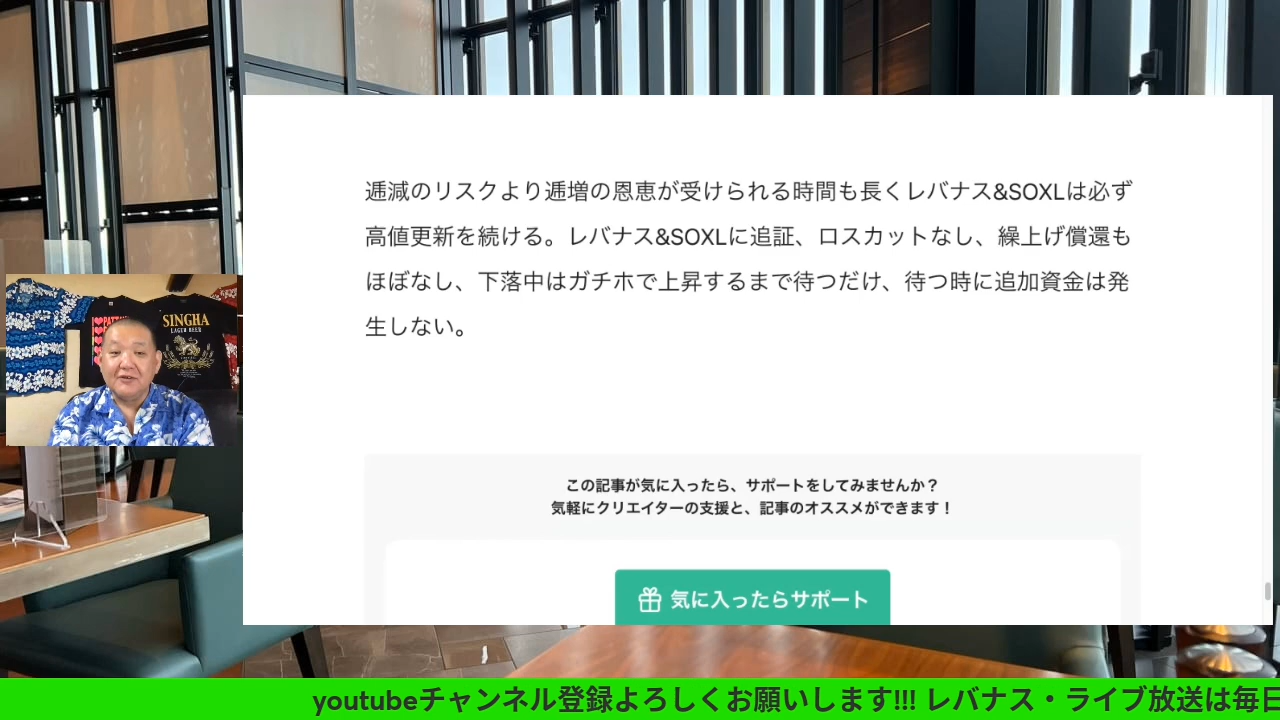 逓減のリスクより逓増の恩恵が受けられる時間も長くレバナス&SOXLは必ず
高値更新を続ける。レバナス&SOXLに追証、ロスカットなし、繰上げ償還も
ほぼなし、下落中はガチホで上昇するまで待つだけ、待つ時に追加資金は発
生しない。
SINGHA
LAGER BEER
この記事が気に入ったら、サポートをしてみませんか？
気軽にクリエイターの支援と、記事のオススメができます！
気に入ったらサポート
youtubeチャンネル登録よろしくお願いします!!! レバナス・ライブ放送は毎日